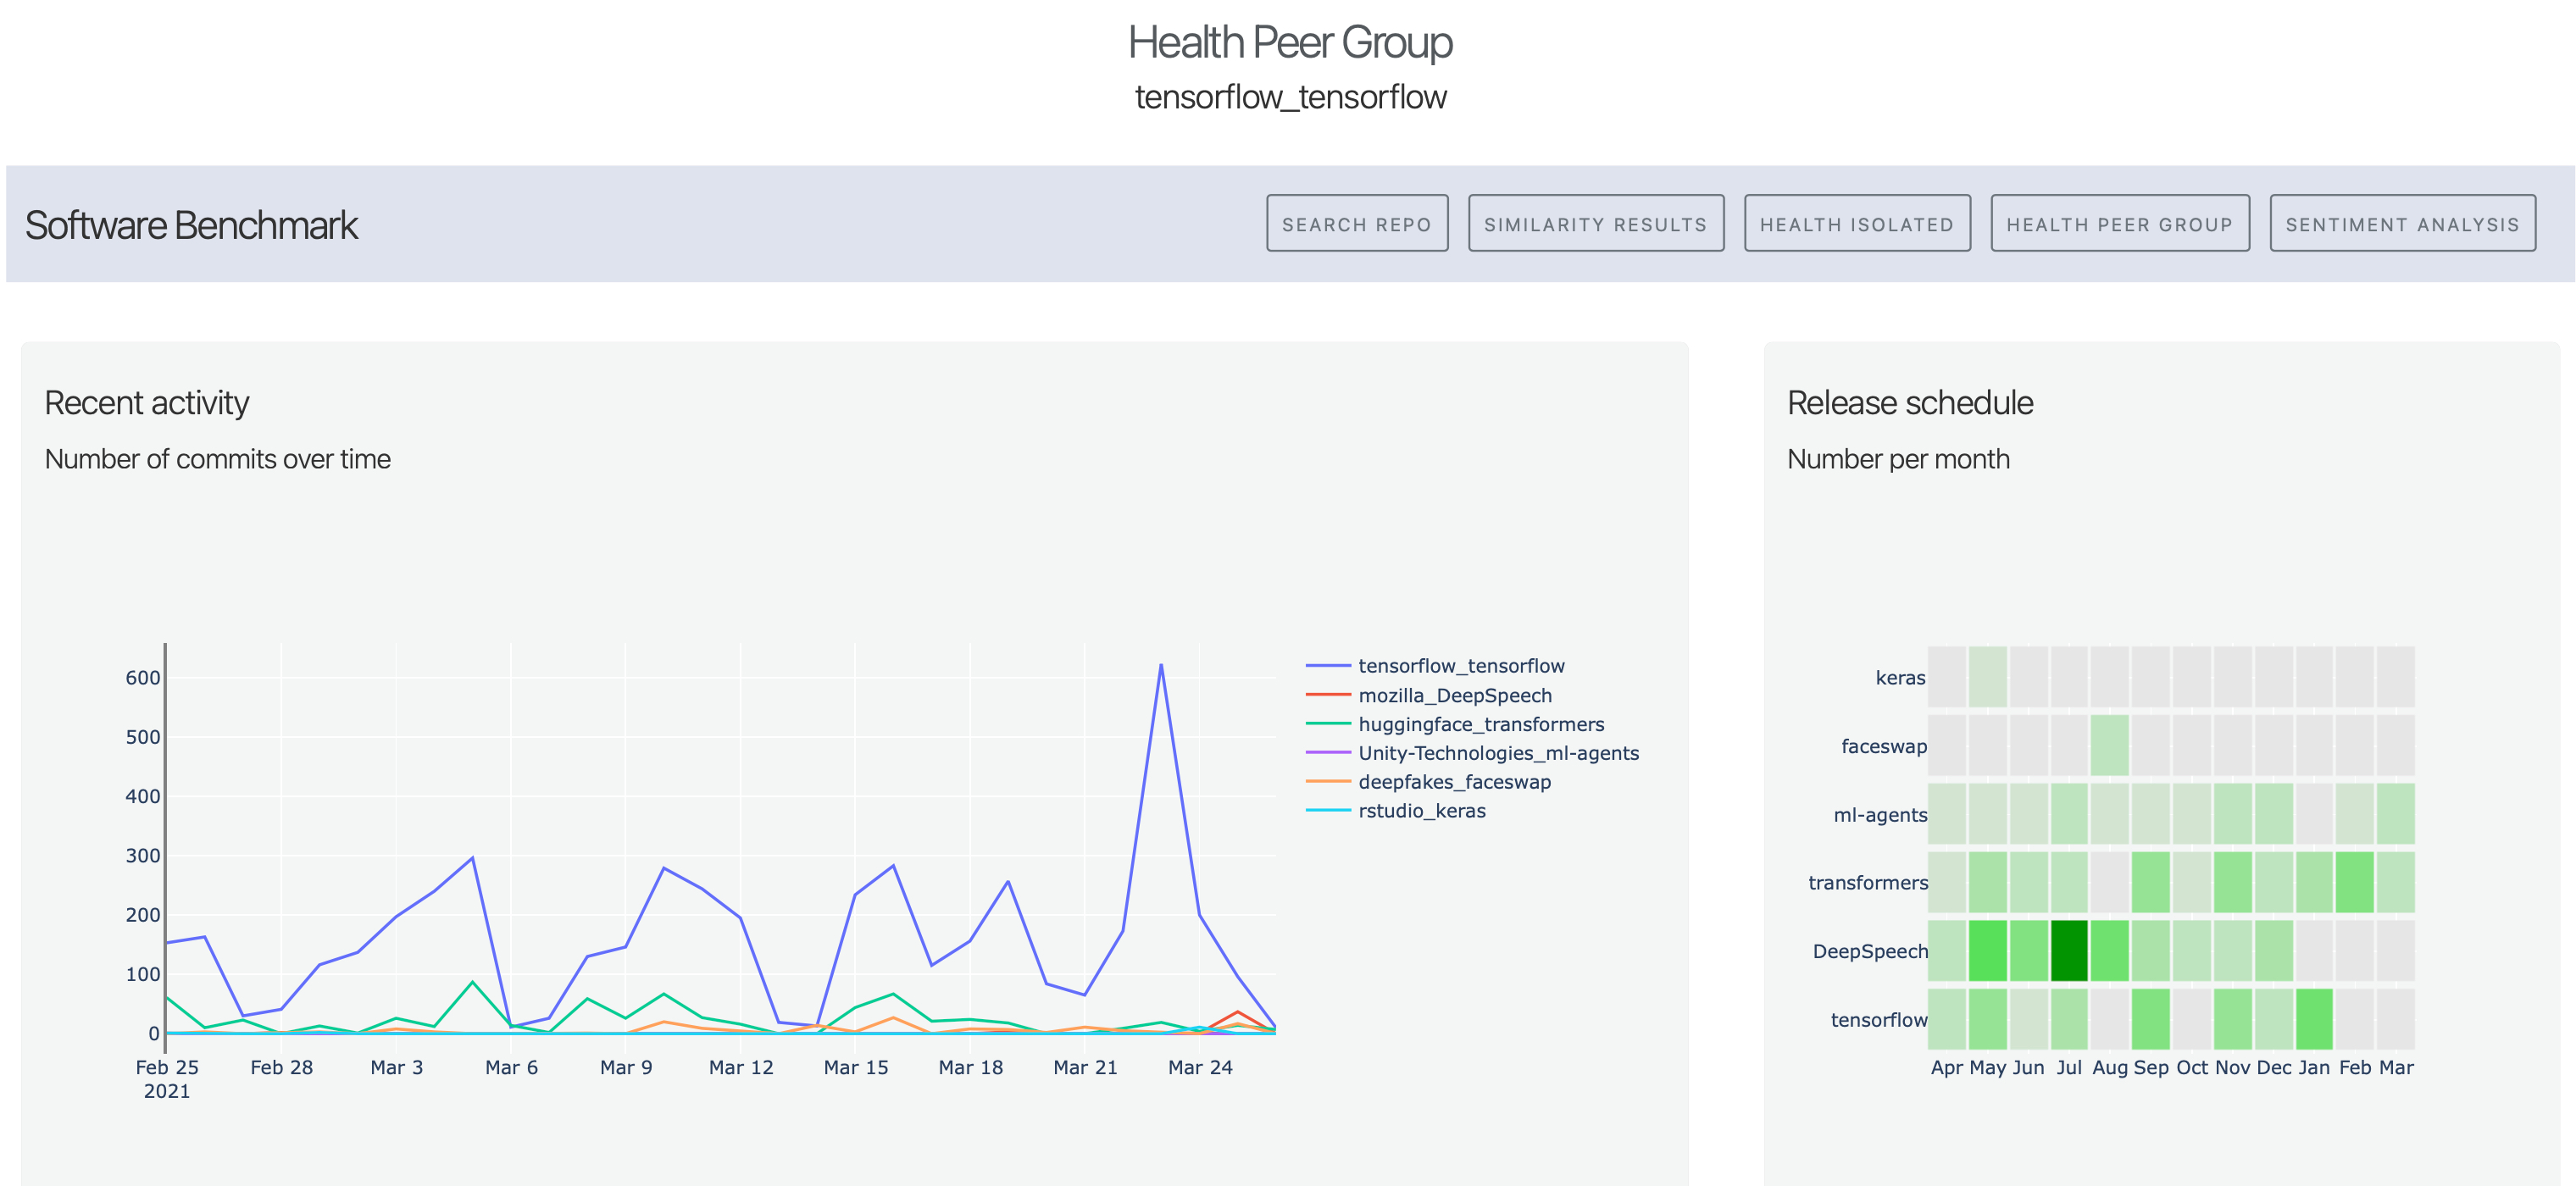 Health Peer Group
tensorflow_tensorflow
Software Benchmark
SEARCH REPO
SIMILARITY RESULTS
HEALTH ISOLATED
HEALTH PEER GROUP
SENTIMENT ANALYSIS
Recent activity
Number of commits over time
600
500
400
300
200
100
0
Feb 25
2021
Feb 28
Mar 3
Mar 6
Mar 9
Mar 12
Mar 15
Mar 18
Mar 21
Mar 24
tensorflow_tensorflow
mozilla_DeepSpeech
huggingface_transformers
Unity-Technologies_ml-agents
deepfakes_faceswap
rstudio_keras
Release schedule
Number per month
keras
faceswap
ml-agents
transformers
DeepSpeech
tensorflow
Apr May Jun Jul Aug Sep Oct Nov Dec Jan Feb Mar